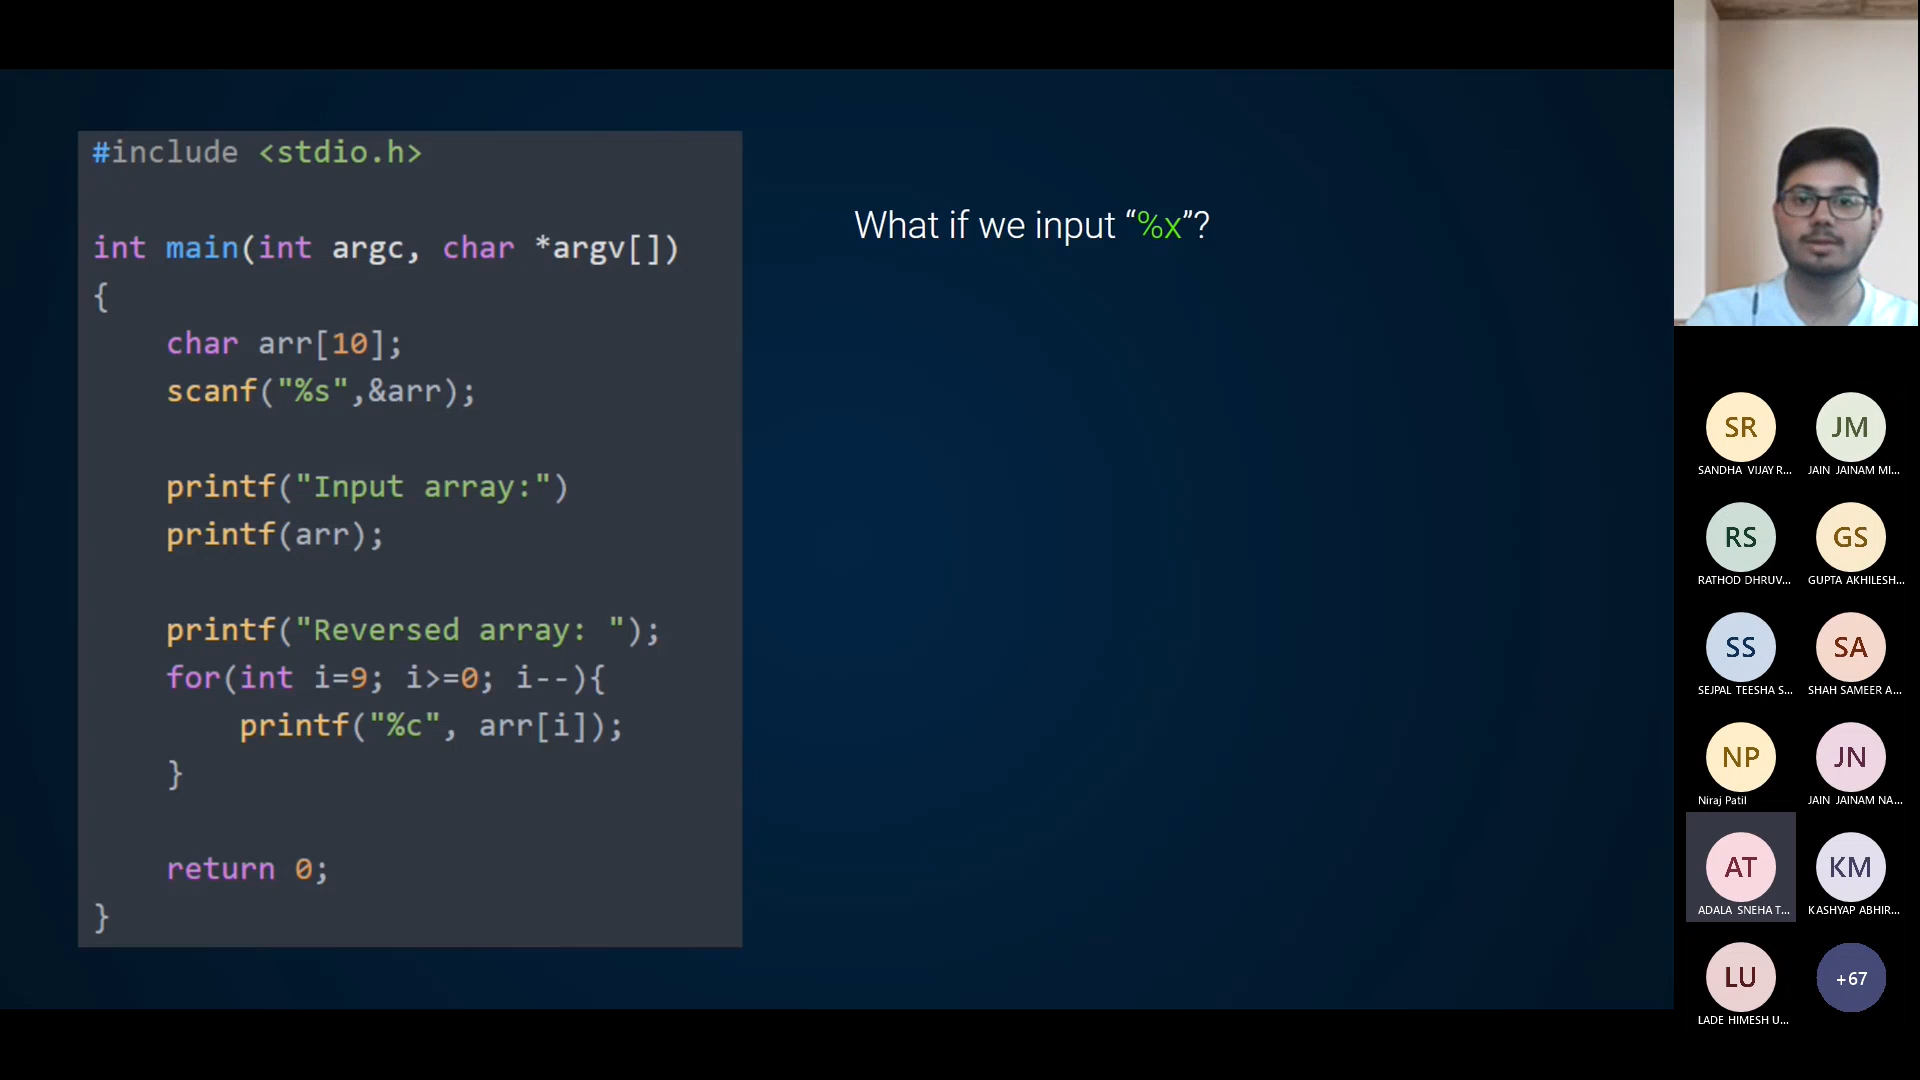 #include <stdio.h>
int main(int argc, char *argv[])
{
char arr[10];
scanf("%s",&arr);
printf("Input array:")
printf(arr);
printf("Reversed array: ");
for(int i=9; i>=0; i--){
printf("%c", arr[i]);
}
return 0;
}
What if we input “%x”?
SR JM
SANDHA VIJAY R... JAIN JAINAM MI...
RS GS
RATHOD DHRUV... GUPTA AKHILESH...
SS SA
SEJPAL TEESHA S... SHAH SAMEER A...
NP JN
Niraj Patil JAIN JAINAM NA...
AT KM
ADALA SNEHA T... KASHYAP ABHIR...
LU +67
LADE HIMESH U...